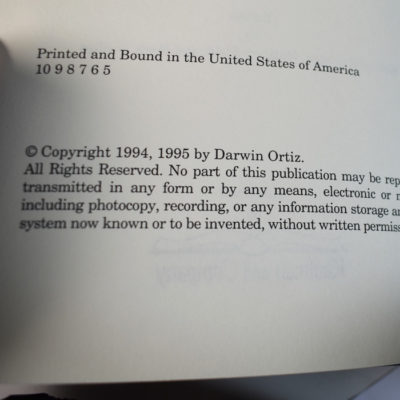 Printed and Bound in the United States of America
10 9 8 7 6 5
© Copyright 1994, 1995 by Darwin Ortiz.
All Rights Reserved. No part of this publication may be rep
transmitted in any form or by any means, electronic or m
including photocopy, recording, or any information storage an
system now known or to be invented, without written permiss